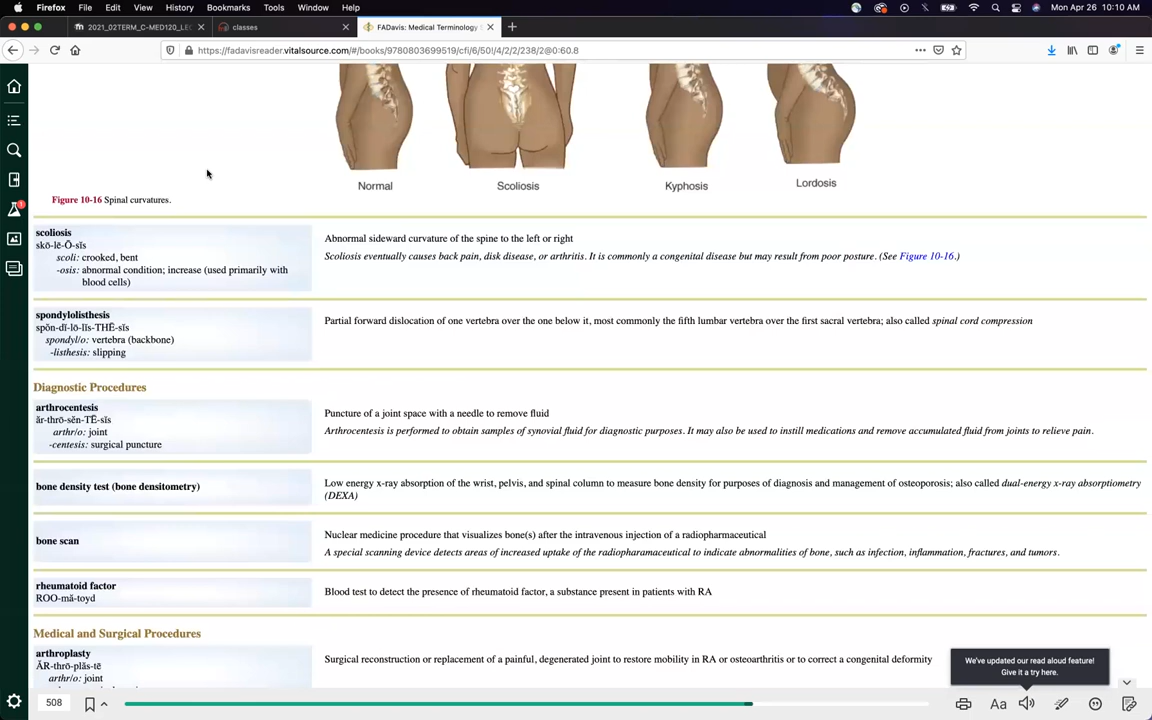 Firefox File Edit View History Bookmarks Tools Window Help Mon Apr 26 10:10 AM
2021_02TERM_C-MED120_LEC classes FADavis: Medical Terminology
https://fadavisreader.vitalsource.com/#/books/9780803699519/cfi/6/50!/4/2/2/238/2@0:60.8
Normal Scoliosis Kyphosis Lordosis
Figure 10-16 Spinal curvatures.
scoliosis
skō-lē-Ō-sĭs
scoli: crooked, bent
-osis: abnormal condition; increase (used primarily with
blood cells)
Abnormal sideward curvature of the spine to the left or right
Scoliosis eventually causes back pain, disk disease, or arthritis. It is commonly a congenital disease but may result from poor posture. (See Figure 10-16.)
spondylolisthesis
spŏn-dĭ-lō-lĭs-THĒ-sĭs
spondyl/o: vertebra (backbone)
-listhesis: slipping
Partial forward dislocation of one vertebra over the one below it, most commonly the fifth lumbar vertebra over the first sacral vertebra; also called spinal cord compression
Diagnostic Procedures
arthrocentesis
ăr-thrō-sĕn-TĒ-sĭs
arthr/o: joint
-centesis: surgical puncture
Puncture of a joint space with a needle to remove fluid
Arthrocentesis is performed to obtain samples of synovial fluid for diagnostic purposes. It may also be used to instill medications and remove accumulated fluid from joints to relieve pain.
bone density test (bone densitometry)
Low energy x-ray absorption of the wrist, pelvis, and spinal column to measure bone density for purposes of diagnosis and management of osteoporosis; also called dual-energy x-ray absorptiometry
(DEXA)
bone scan
Nuclear medicine procedure that visualizes bone(s) after the intravenous injection of a radiopharmaceutical
A special scanning device detects areas of increased uptake of the radiopharamaceutical to indicate abnormalities of bone, such as infection, inflammation, fractures, and tumors.
rheumatoid factor
ROO-mă-toyd
Blood test to detect the presence of rheumatoid factor, a substance present in patients with RA
Medical and Surgical Procedures
arthroplasty
ĂR-thrō-plăs-tē
arthr/o: joint
Surgical reconstruction or replacement of a painful, degenerated joint to restore mobility in RA or osteoarthritis or to correct a congenital deformity
We've updated our read aloud feature!
Give it a try here.
508 Aa